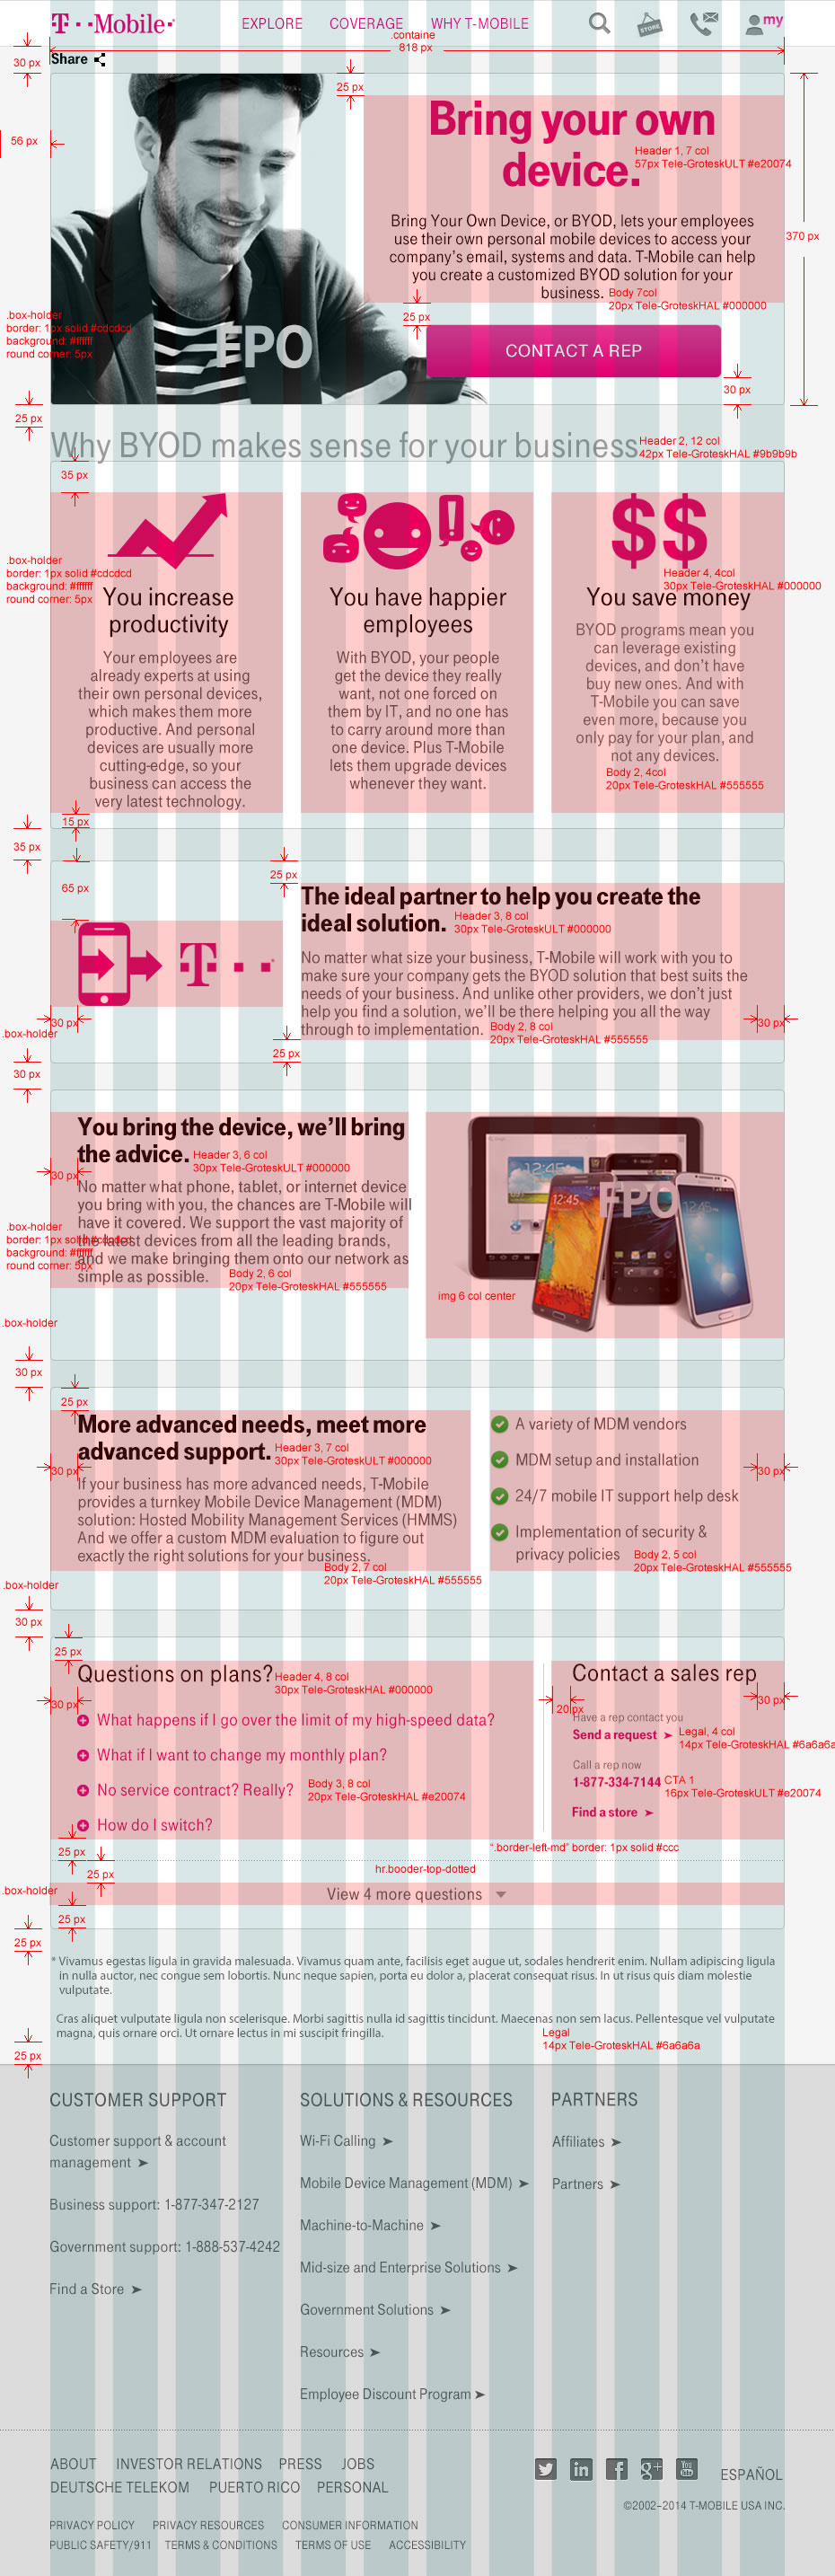 T··Mobile·
EXPLORE COVERAGE WHY T-MOBILE
STORE
my
.containe
818 px
30 px
Share
25 px
56 px
Bring your own
device.
Header 1, 7 col
57px Tele-GroteskULT #e20074
370 px
Bring Your Own Device, or BYOD, lets your employees
use their own personal mobile devices to access your
company's email, systems and data. T-Mobile can help
you create a customized BYOD solution for your
business.
Body 7col
20px Tele-GroteskHAL #000000
.box-holder
border: 1px solid #cdcdcd
background: #ffffff
round corner: 5px
FPO
25 px
CONTACT A REP
30 px
25 px
Why BYOD makes sense for your business
Header 2, 12 col
42px Tele-GroteskHAL #9b9b9b
35 px
.box-holder
border: 1px solid #cdcdcd
background: #ffffff
round corner: 5px
You increase
productivity
Your employees are
already experts at using
their own personal devices,
which makes them more
productive. And personal
devices are usually more
cutting-edge, so your
business can access the
very latest technology.
15 px
You have happier
employees
With BYOD, your people
get the device they really
want, not one forced on
them by IT, and no one has
to carry around more than
one device. Plus T-Mobile
lets them upgrade devices
whenever they want.
$$
Header 4, 4col
30px Tele-GroteskHAL #000000
You save money
BYOD programs mean you
can leverage existing
devices, and don't have
buy new ones. And with
T-Mobile you can save
even more, because you
only pay for your plan, and
not any devices.
Body 2, 4col
20px Tele-GroteskHAL #555555
35 px
65 px
25 px
The ideal partner to help you create the
ideal solution.
Header 3, 8 col
30px Tele-GroteskULT #000000
T··
No matter what size your business, T-Mobile will work with you to
make sure your company gets the BYOD solution that best suits the
needs of your business. And unlike other providers, we don't just
help you find a solution, we'll be there helping you all the way
through to implementation.
Body 2, 8 col
20px Tele-GroteskHAL #555555
30 px
30 px
.box-holder
25 px
30 px
You bring the device, we'll bring
the advice.
Header 3, 6 col
30px Tele-GroteskULT #000000
30 px
No matter what phone, tablet, or internet device
you bring with you, the chances are T-Mobile will
have it covered. We support the vast majority of
the latest devices from all the leading brands,
and we make bringing them onto our network as
simple as possible.
Body 2, 6 col
20px Tele-GroteskHAL #555555
.box-holder
border: 1px solid #cdcdcd
background: #ffffff
round corner: 5px
12:45
12:45
12:45
FPO
img 6 col center
.box-holder
30 px
25 px
More advanced needs, meet more
advanced support.
Header 3, 7 col
30px Tele-GroteskULT #000000
30 px
If your business has more advanced needs, T-Mobile
provides a turnkey Mobile Device Management (MDM)
solution: Hosted Mobility Management Services (HMMS)
And we offer a custom MDM evaluation to figure out
exactly the right solutions for your business.
Body 2, 7 col
20px Tele-GroteskHAL #555555
A variety of MDM vendors
MDM setup and installation
24/7 mobile IT support help desk
Implementation of security &
privacy policies
Body 2, 5 col
20px Tele-GroteskHAL #555555
30 px
.box-holder
30 px
25 px
Questions on plans?
Header 4, 8 col
30px Tele-GroteskHAL #000000
30 px
What happens if I go over the limit of my high-speed data?
What if I want to change my monthly plan?
No service contract? Really?
Body 3, 8 col
20px Tele-GroteskHAL #e20074
How do I switch?
Contact a sales rep
20 px
30 px
Have a rep contact you
Send a request ➤
Legal, 4 col
14px Tele-GroteskHAL #6a6a6a
Call a rep now
1-877-334-7144
CTA 1
16px Tele-GroteskULT #e20074
Find a store ➤
".border-left-md" border: 1px solid #ccc
25 px
hr.booder-top-dotted
25 px
.box-holder
View 4 more questions
25 px
25 px
* Vivamus egestas ligula in gravida malesuada. Vivamus quam ante, facilisis eget augue ut, sodales hendrerit enim. Nullam adipiscing ligula
in nulla auctor, nec congue sem lobortis. Nunc neque sapien, porta eu dolor a, placerat consequat risus. In ut risus quis diam molestie
vulputate.
Cras aliquet vulputate ligula non scelerisque. Morbi sagittis nulla id sagittis tincidunt. Maecenas non sem lacus. Pellentesque vel vulputate
magna, quis ornare orci. Ut ornare lectus in mi suscipit fringilla.
Legal
14px Tele-GroteskHAL #6a6a6a
25 px
CUSTOMER SUPPORT
Customer support & account
management ➤
Business support: 1-877-347-2127
Government support: 1-888-537-4242
Find a Store ➤
SOLUTIONS & RESOURCES
Wi-Fi Calling ➤
Mobile Device Management (MDM) ➤
Machine-to-Machine ➤
Mid-size and Enterprise Solutions ➤
Government Solutions ➤
Resources ➤
Employee Discount Program ➤
PARTNERS
Affiliates ➤
Partners ➤
ABOUT INVESTOR RELATIONS PRESS JOBS
DEUTSCHE TELEKOM PUERTO RICO PERSONAL
PRIVACY POLICY PRIVACY RESOURCES CONSUMER INFORMATION
PUBLIC SAFETY/911 TERMS & CONDITIONS TERMS OF USE ACCESSIBILITY
in f g+ You Tube
ESPAÑOL
©2002-2014 T-MOBILE USA INC.